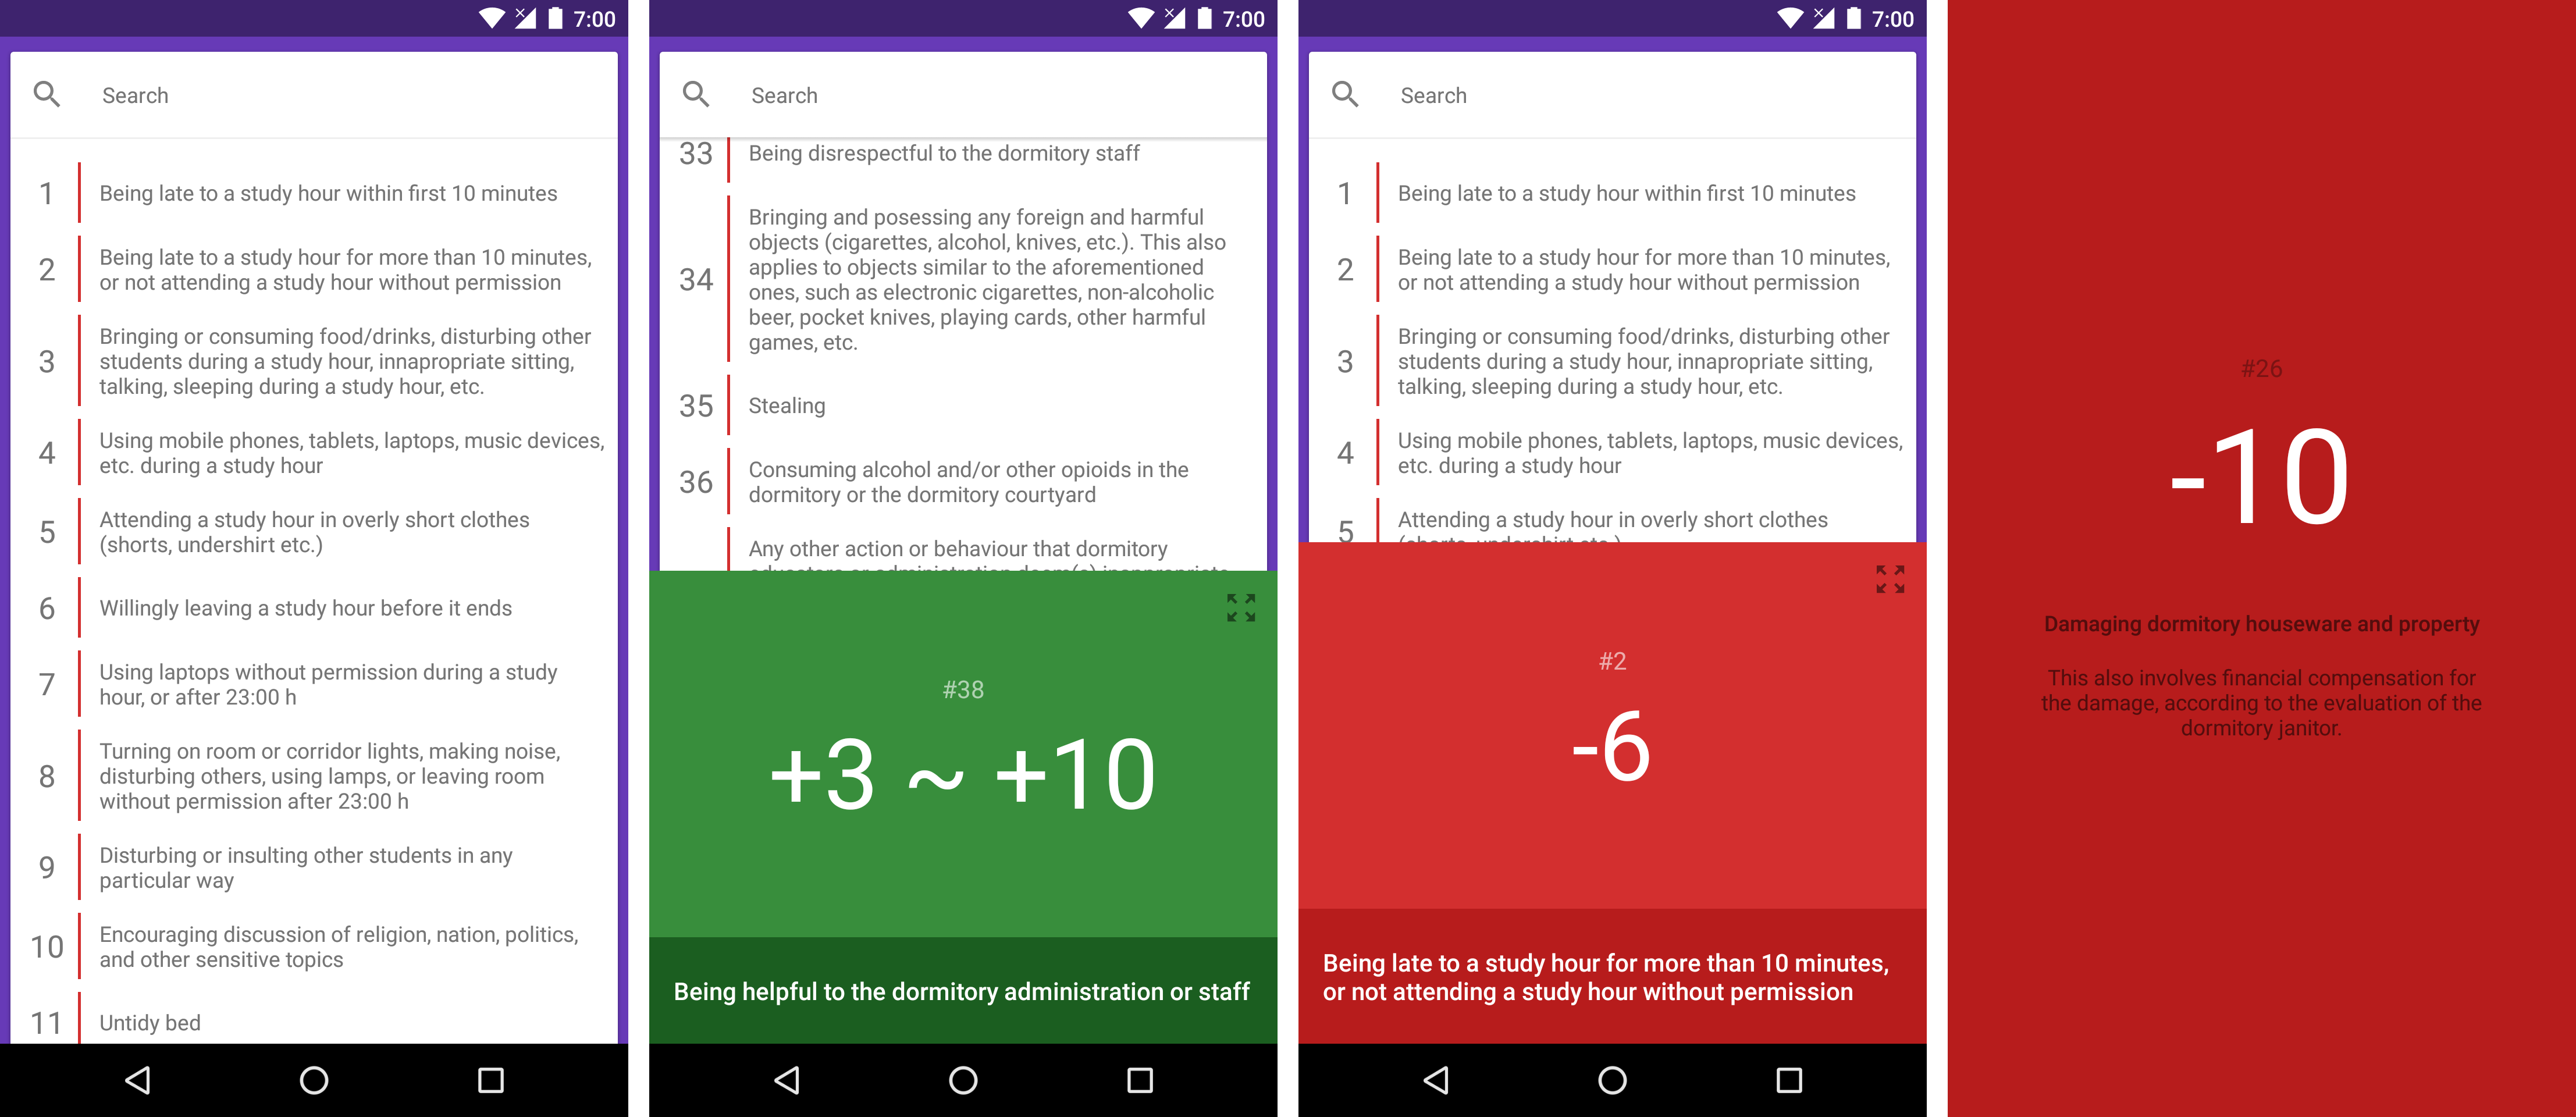 7:00
Search
1
Being late to a study hour within first 10 minutes
2
Being late to a study hour for more than 10 minutes,
or not attending a study hour without permission
3
Bringing or consuming food/drinks, disturbing other
students during a study hour, innapropriate sitting,
talking, sleeping during a study hour, etc.
4
Using mobile phones, tablets, laptops, music devices,
etc. during a study hour
5
Attending a study hour in overly short clothes
(shorts, undershirt etc.)
6
Willingly leaving a study hour before it ends
7
Using laptops without permission during a study
hour, or after 23:00 h
8
Turning on room or corridor lights, making noise,
disturbing others, using lamps, or leaving room
without permission after 23:00 h
9
Disturbing or insulting other students in any
particular way
10
Encouraging discussion of religion, nation, politics,
and other sensitive topics
11
Untidy bed
7:00
Search
33
Being disrespectful to the dormitory staff
34
Bringing and posessing any foreign and harmful
objects (cigarettes, alcohol, knives, etc.). This also
applies to objects similar to the aforementioned
ones, such as electronic cigarettes, non-alcoholic
beer, pocket knives, playing cards, other harmful
games, etc.
35
Stealing
36
Consuming alcohol and/or other opioids in the
dormitory or the dormitory courtyard
Any other action or behaviour that dormitory
educators or administration deem(s) inappropriate
#38
+3 ~ +10
Being helpful to the dormitory administration or staff
7:00
Search
1
Being late to a study hour within first 10 minutes
2
Being late to a study hour for more than 10 minutes,
or not attending a study hour without permission
3
Bringing or consuming food/drinks, disturbing other
students during a study hour, innapropriate sitting,
talking, sleeping during a study hour, etc.
4
Using mobile phones, tablets, laptops, music devices,
etc. during a study hour
5
Attending a study hour in overly short clothes
(shorts, undershirt etc.)
#2
-6
Being late to a study hour for more than 10 minutes,
or not attending a study hour without permission
#26
-10
Damaging dormitory houseware and property
This also involves financial compensation for
the damage, according to the evaluation of the
dormitory janitor.